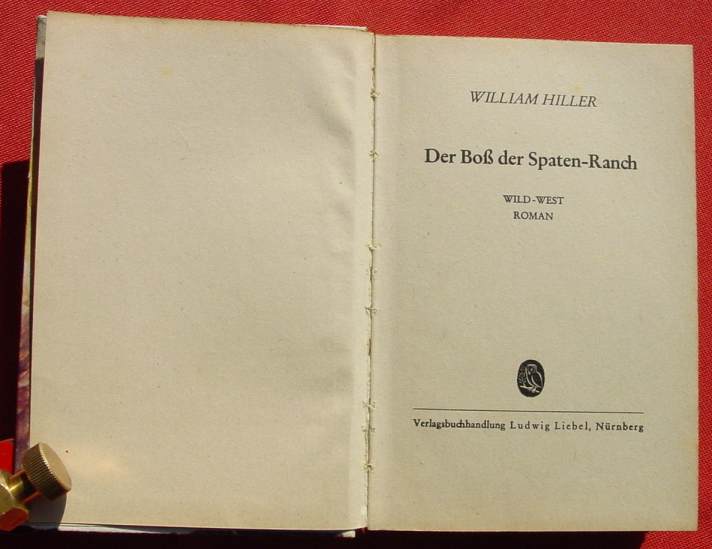 WILLIAM HILLER
Der Boß der Spaten-Ranch
WILD-WEST
ROMAN
Verlagsbuchhandlung Ludwig Liebel, Nürnberg